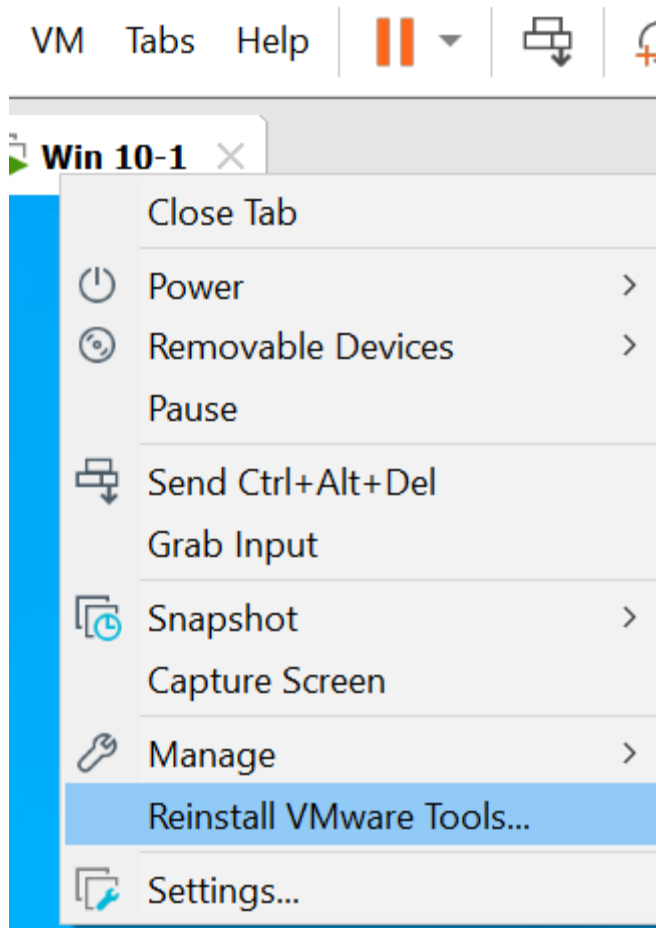 VM Tabs Help
Win 10-1
Close Tab
Power
Removable Devices
Pause
Send Ctrl+Alt+Del
Grab Input
Snapshot
Capture Screen
Manage
Reinstall VMware Tools...
Settings...